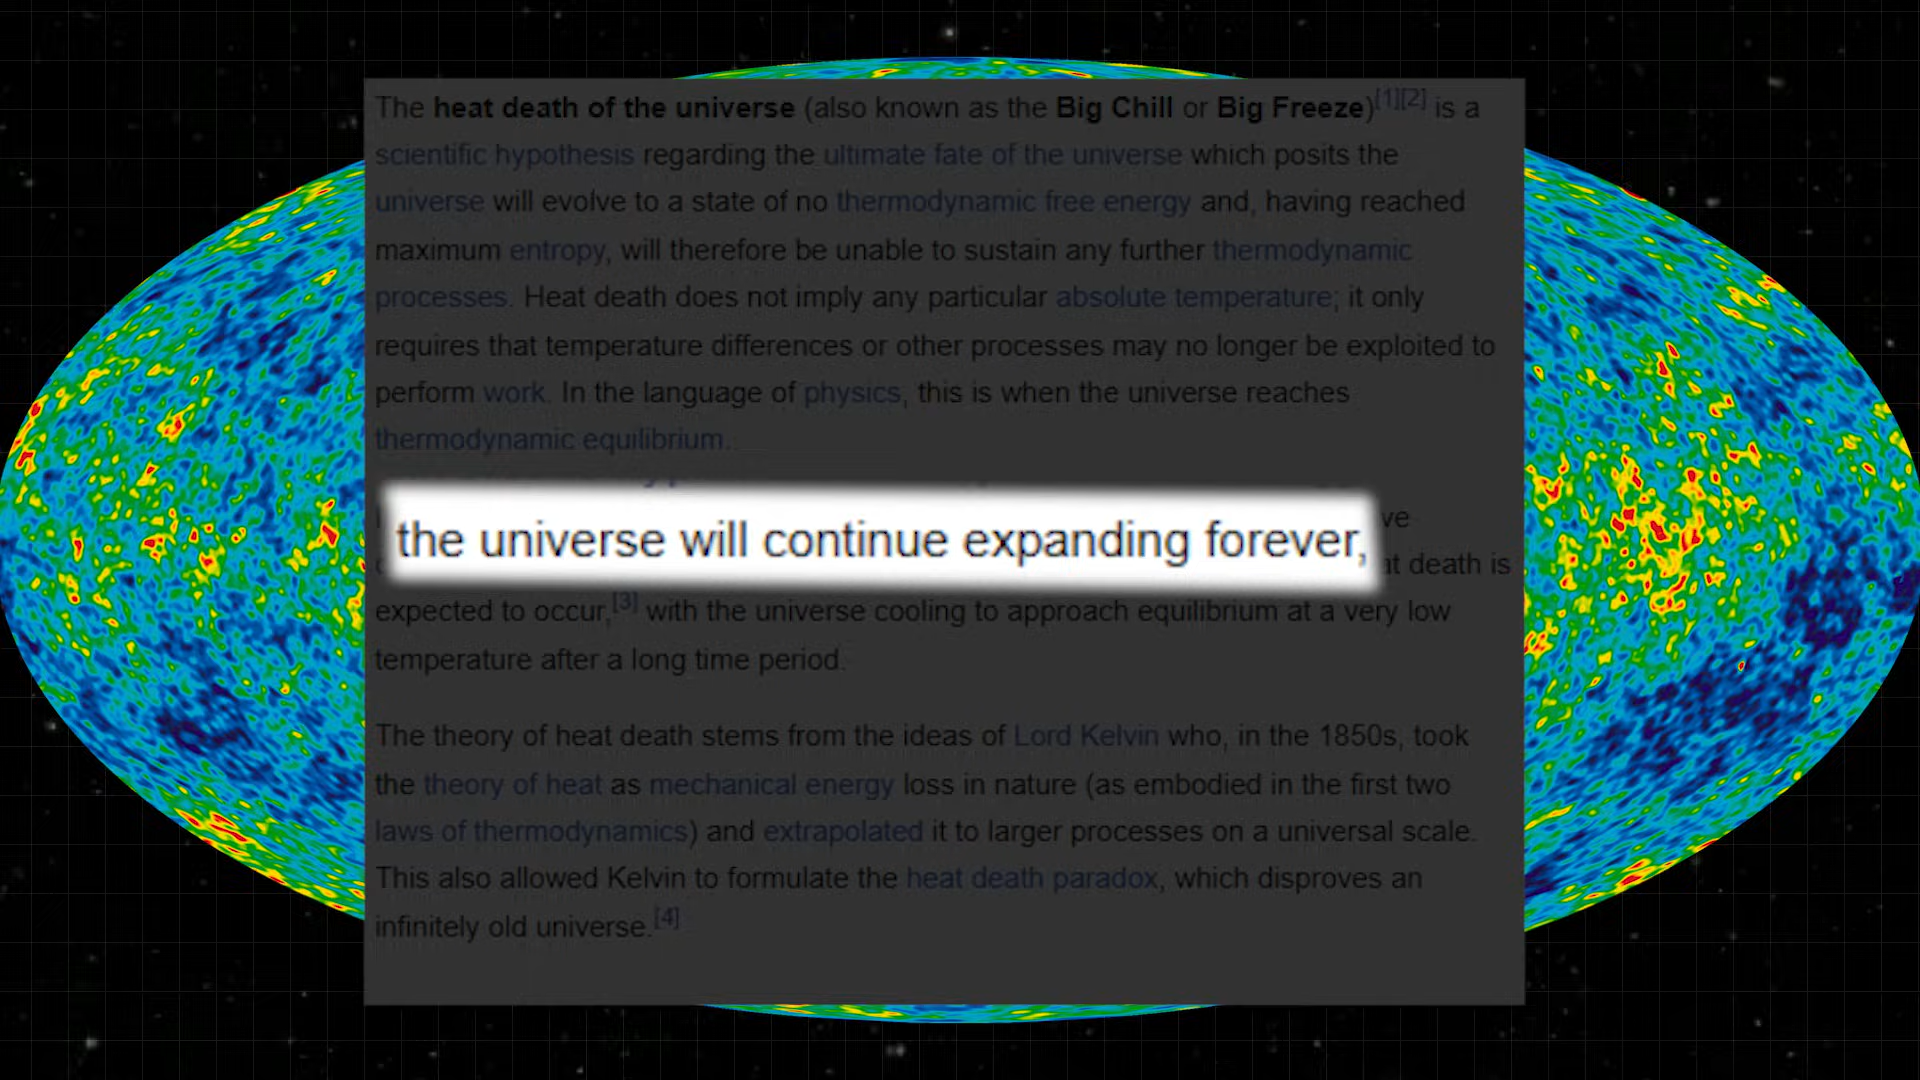 The heat death of the universe (also known as the Big Chill or Big Freeze)[1][2] is a
scientific hypothesis regarding the ultimate fate of the universe which posits the
universe will evolve to a state of no thermodynamic free energy and, having reached
maximum entropy, will therefore be unable to sustain any further thermodynamic
processes. Heat death does not imply any particular absolute temperature; it only
requires that temperature differences or other processes may no longer be exploited to
perform work. In the language of physics, this is when the universe reaches
thermodynamic equilibrium.
the universe will continue expanding forever,
death is
expected to occur,[3] with the universe cooling to approach equilibrium at a very low
temperature after a long time period.
The theory of heat death stems from the ideas of Lord Kelvin who, in the 1850s, took
the theory of heat as mechanical energy loss in nature (as embodied in the first two
laws of thermodynamics) and extrapolated it to larger processes on a universal scale.
This also allowed Kelvin to formulate the heat death paradox, which disproves an
infinitely old universe.[4]